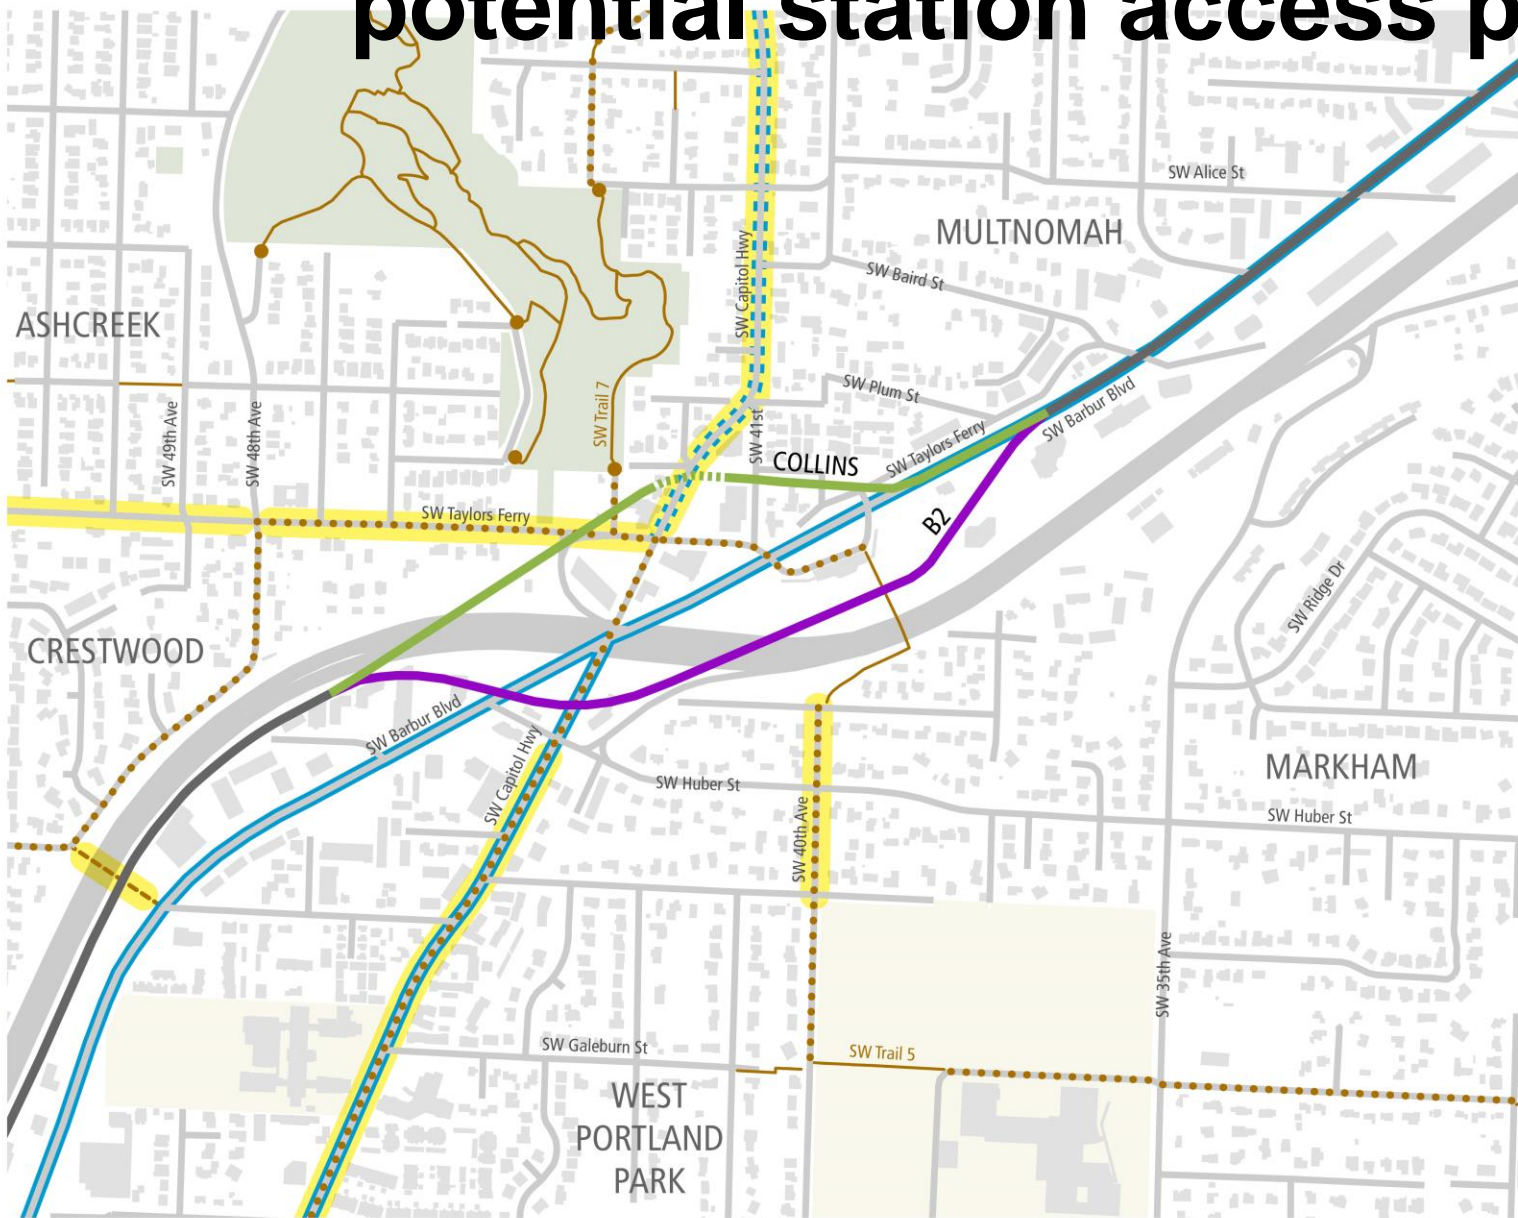 potential station access p
SW Alice St
MULTNOMAH
SW Capitol Hwy
SW Baird St
ASHCREEK
SW Plum St
SW Trail 7
SW 49th Ave
SW 48th Ave
SW 41st
SW Barbur Blvd
SW Taylors Ferry
COLLINS
SW Taylors Ferry
B2
SW Ridge Dr
CRESTWOOD
SW Barbur Blvd
SW Capitol Hwy
SW Huber St
MARKHAM
SW Huber St
SW 40th Ave
SW 35th Ave
SW Galeburn St
SW Trail 5
WEST
PORTLAND
PARK